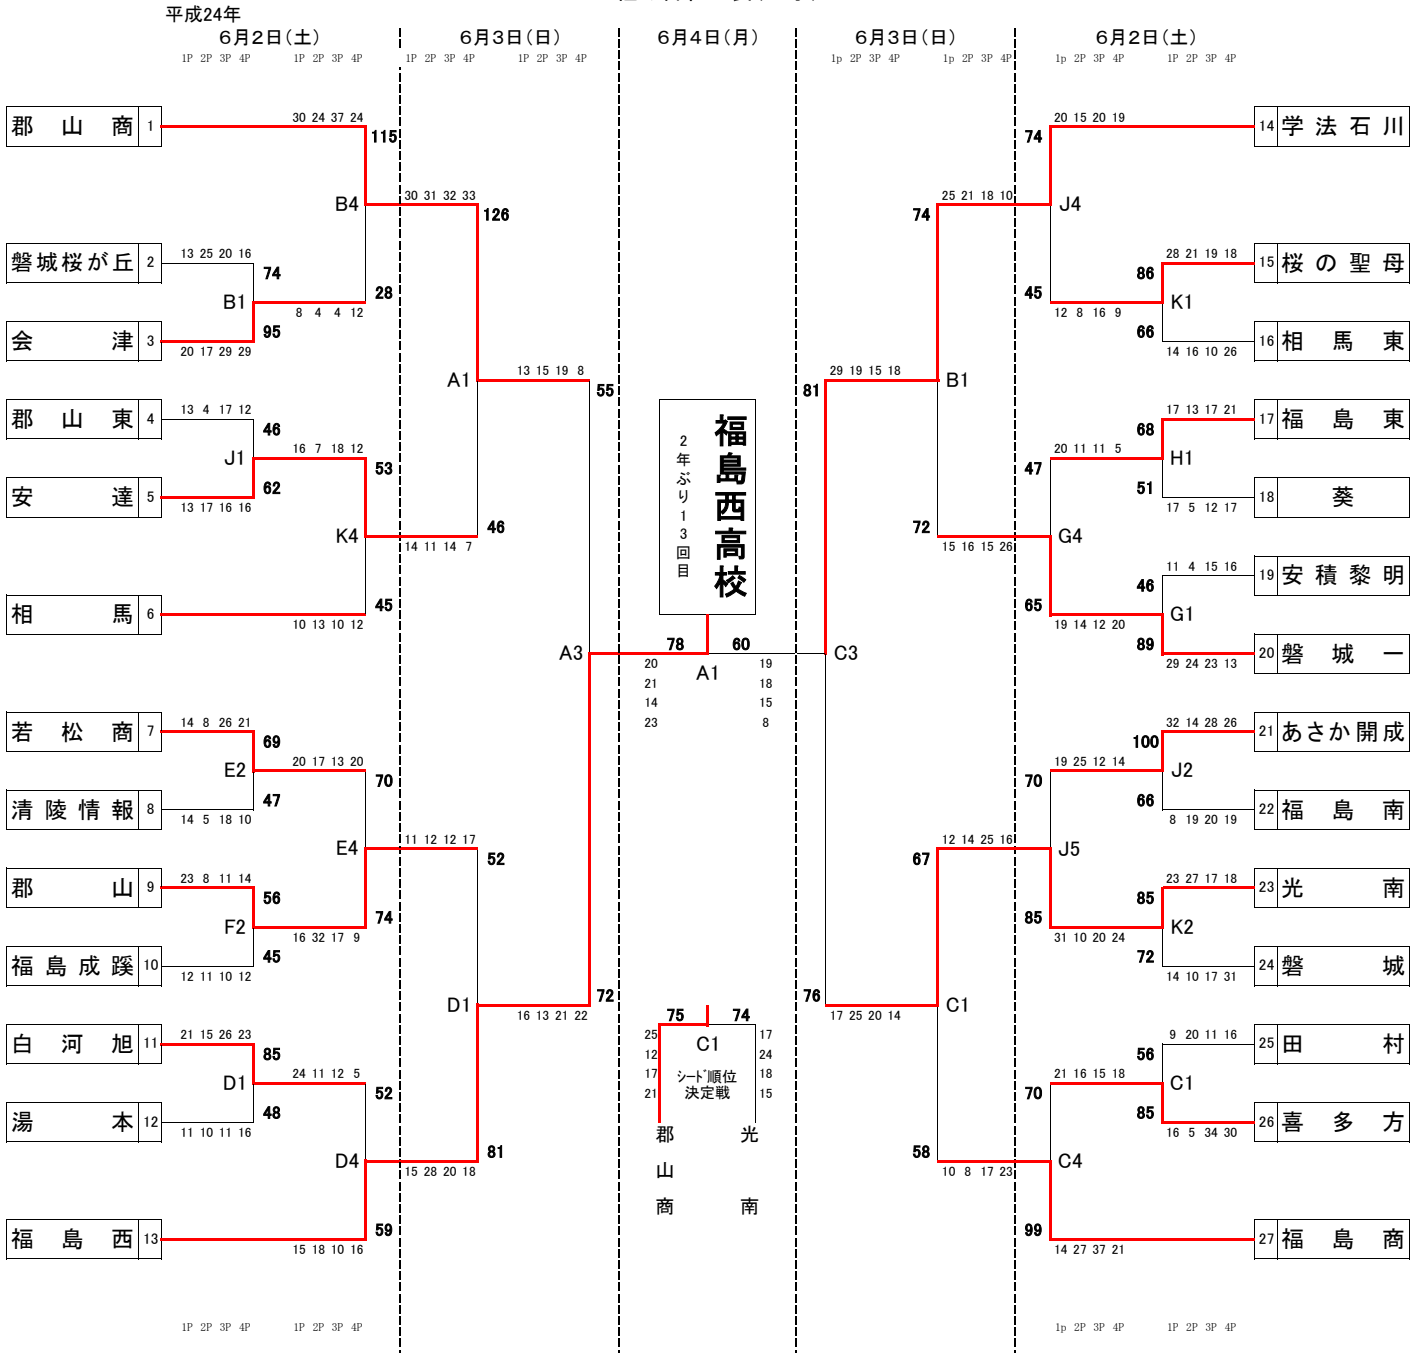 平成24年
6月2日(土) 6月3日(日) 6月4日(月) 6月3日(日) 6月2日(土)
1P 2P 3P 4P 1P 2P 3P 4P 1P 2P 3P 4P 1P 2P 3P 4P 1p 2P 3P 4P 1p 2P 3P 4P 1p 2P 3P 4P 1P 2P 3P 4P
郡山商 1 30 24 37 24 115
B4 30 31 32 33 126
磐城桜が丘 2 13 25 20 16 74
B1 8 4 4 12 28
会津 3 20 17 29 29 95
A1 13 15 19 8 55
郡山東 4 13 4 17 12 46
J1 16 7 18 12 53
安達 5 13 17 16 16 62
K4 14 11 14 7 46
相馬 6 10 13 10 12 45
A3
若松商 7 14 8 26 21 69
E2 20 17 13 20 70
清陵情報 8 14 5 18 10 47
E4 11 12 12 17 52
郡山 9 23 8 11 14 56
F2 16 32 17 9 74
福島成蹊 10 12 11 10 12 45
D1 16 13 21 22 72
白河旭 11 21 15 26 23 85
D1 24 11 12 5 52
湯本 12 11 10 11 16 48
D4 15 28 20 18 81
福島西 13 15 18 10 16 59
福島西高校
2年ぶり13回目
78 60
A1
20 19
21 18
14 15
23 8
75 74
C1
シード順位
決定戦
25 17
12 24
17 18
21 15
郡山商 光南
74 20 15 20 19 14 学法石川
74 25 21 18 10 J4
86 28 21 19 18 15 桜の聖母
45 12 8 16 9 K1
66 14 16 10 26 16 相馬東
81 29 19 15 18 B1
68 17 13 17 21 17 福島東
47 20 11 11 5 H1
51 17 5 12 17 18 葵
72 15 16 15 26 G4
46 11 4 15 16 19 安積黎明
65 19 14 12 20 G1
89 29 24 23 13 20 磐城一
C3
100 32 14 28 26 21 あさか開成
70 19 25 12 14 J2
66 8 19 20 19 22 福島南
67 12 14 25 16 J5
85 23 27 17 18 23 光南
85 31 10 20 24 K2
72 14 10 17 31 24 磐城
76 17 25 20 14 C1
56 9 20 11 16 25 田村
70 21 16 15 18 C1
85 16 5 34 30 26 喜多方
58 10 8 17 23 C4
99 14 27 37 21 27 福島商
1P 2P 3P 4P 1P 2P 3P 4P 1p 2P 3P 4P 1P 2P 3P 4P